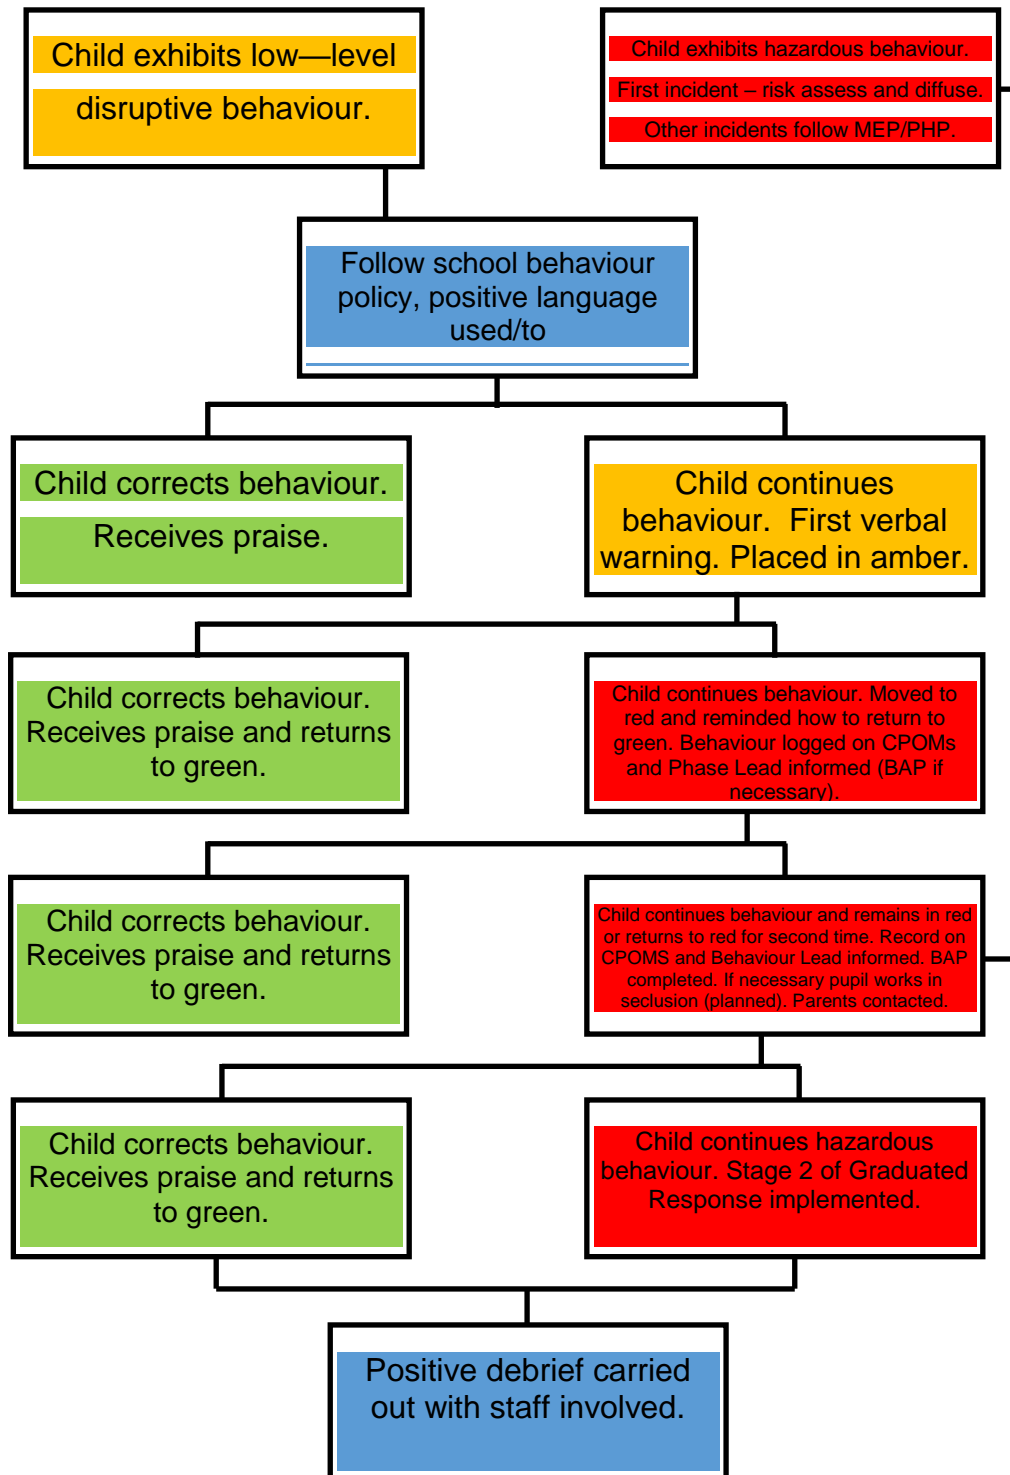 Child exhibits low—level
disruptive behaviour.
Child exhibits hazardous behaviour.
First incident – risk assess and diffuse.
Other incidents follow MEP/PHP.
Follow school behaviour
policy, positive language
used/to
Child corrects behaviour.
Receives praise.
Child continues
behaviour.  First verbal
warning. Placed in amber.
Child corrects behaviour.
Receives praise and returns
to green.
Child continues behaviour. Moved to
red and reminded how to return to
green. Behaviour logged on CPOMs
and Phase Lead informed (BAP if
necessary).
Child corrects behaviour.
Receives praise and returns
to green.
Child continues behaviour and remains in red
or returns to red for second time. Record on
CPOMS and Behaviour Lead informed. BAP
completed. If necessary pupil works in
seclusion (planned). Parents contacted.
Child corrects behaviour.
Receives praise and returns
to green.
Child continues hazardous
behaviour. Stage 2 of Graduated
Response implemented.
Positive debrief carried
out with staff involved.